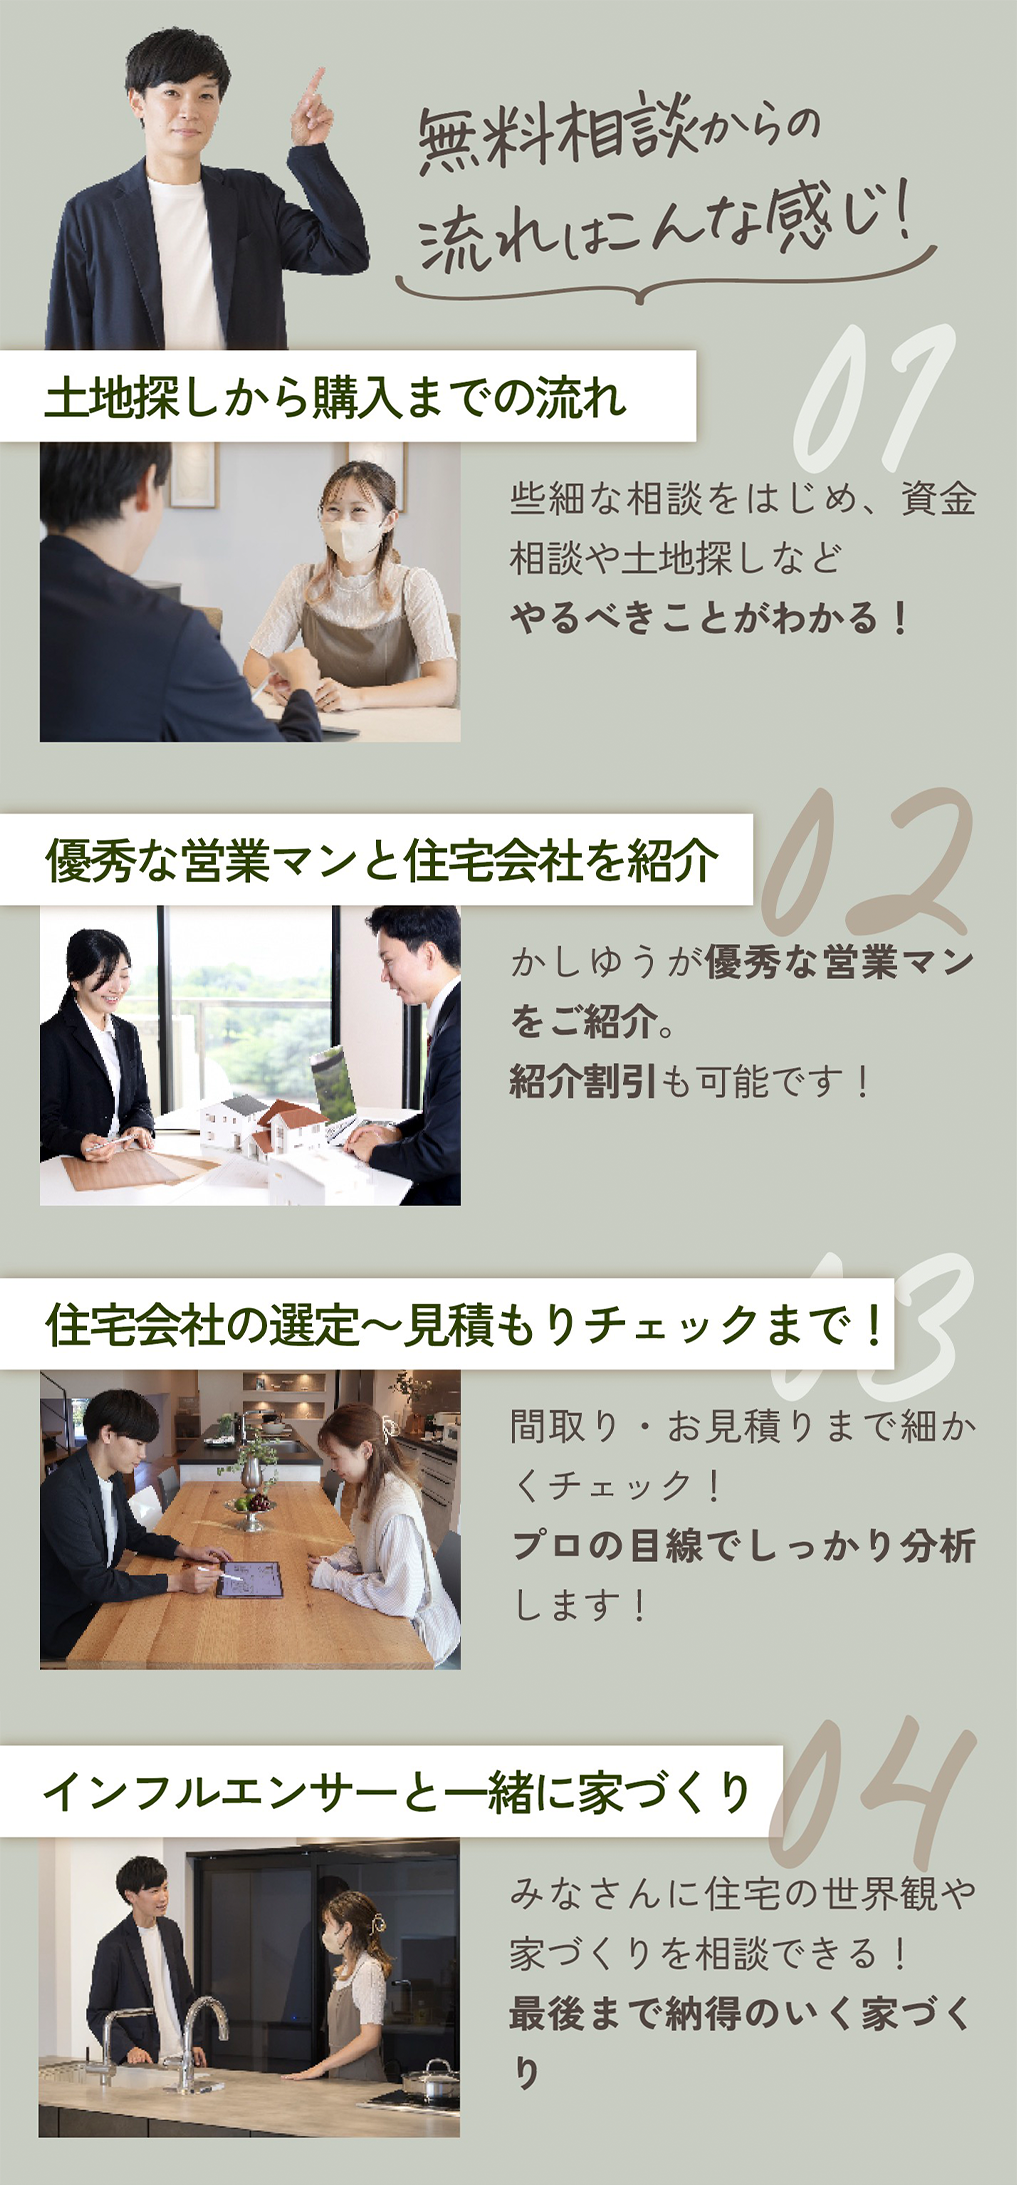 無料相談からの
流れはこんな感じ！
01
土地探しから購入までの流れ
些細な相談をはじめ、資金
相談や土地探しなど
やるべきことがわかる！
02
優秀な営業マンと住宅会社を紹介
かしゆうが優秀な営業マン
をご紹介。
紹介割引も可能です！
03
住宅会社の選定〜見積もりチェックまで！
間取り・お見積りまで細か
くチェック！
プロの目線でしっかり分析
します！
04
インフルエンサーと一緒に家づくり
みなさんに住宅の世界観や
家づくりを相談できる！
最後まで納得のいく家づく
り